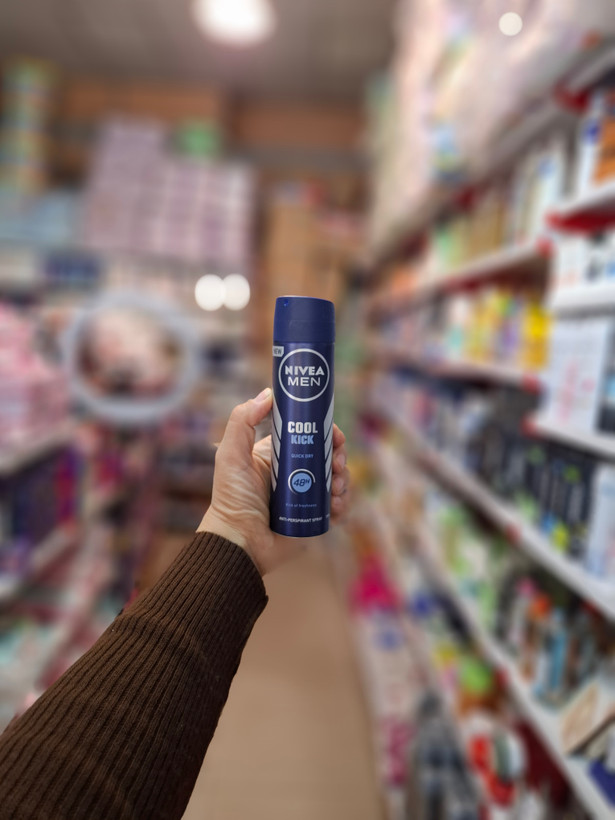 NEW
NIVEA
MEN
COOL
KICK
QUICK DRY
48H
ANTI-PERSPIRANT SPRAY